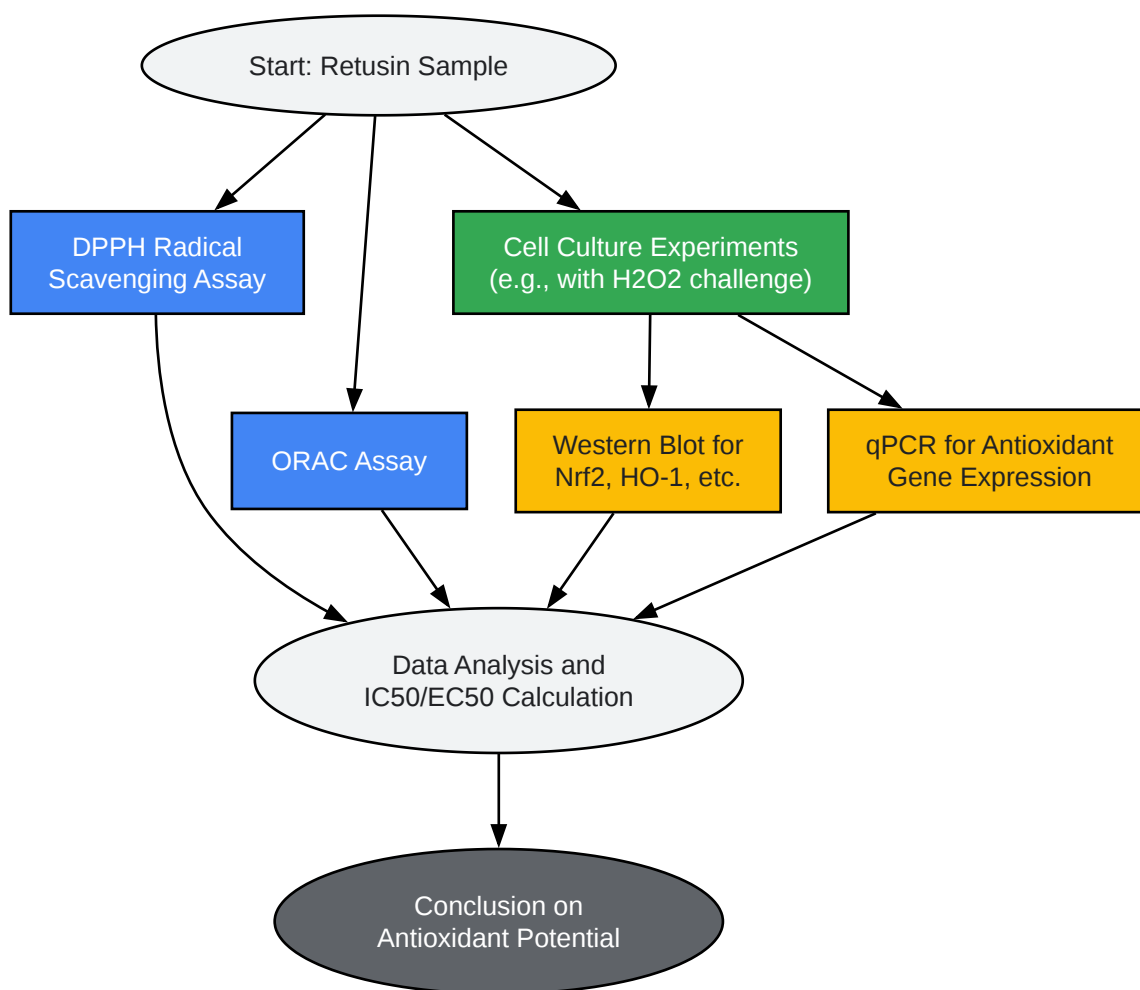 Start: Retusin Sample
DPPH Radical
Scavenging Assay
Cell Culture Experiments
(e.g., with H2O2 challenge)
ORAC Assay
Western Blot for
Nrf2, HO-1, etc.
qPCR for Antioxidant
Gene Expression
Data Analysis and
IC50/EC50 Calculation
Conclusion on
Antioxidant Potential